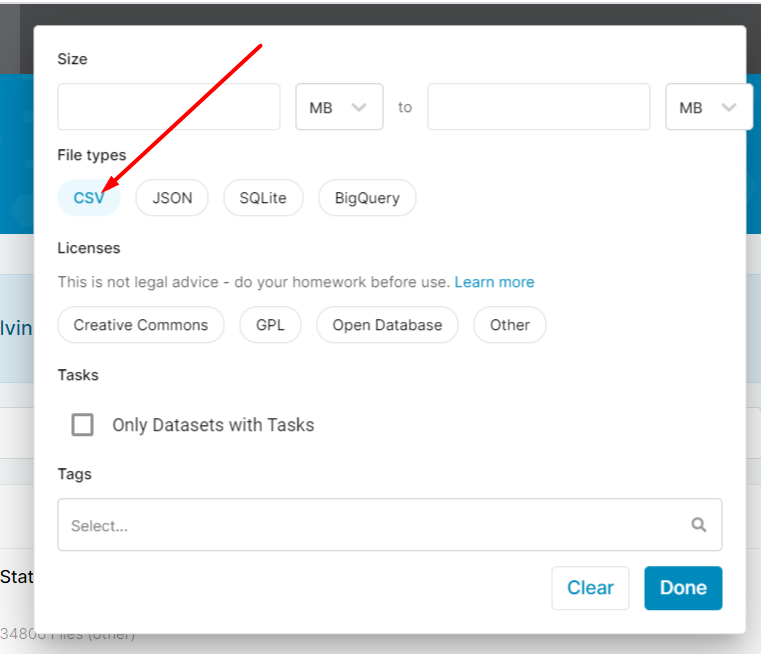 Size
MB to MB
File types
CSV JSON SQLite BigQuery
Licenses
This is not legal advice - do your homework before use. Learn more
Creative Commons GPL Open Database Other
lvin
Tasks
Only Datasets with Tasks
Tags
Select...
Stat
Clear Done
34800 Files (other)